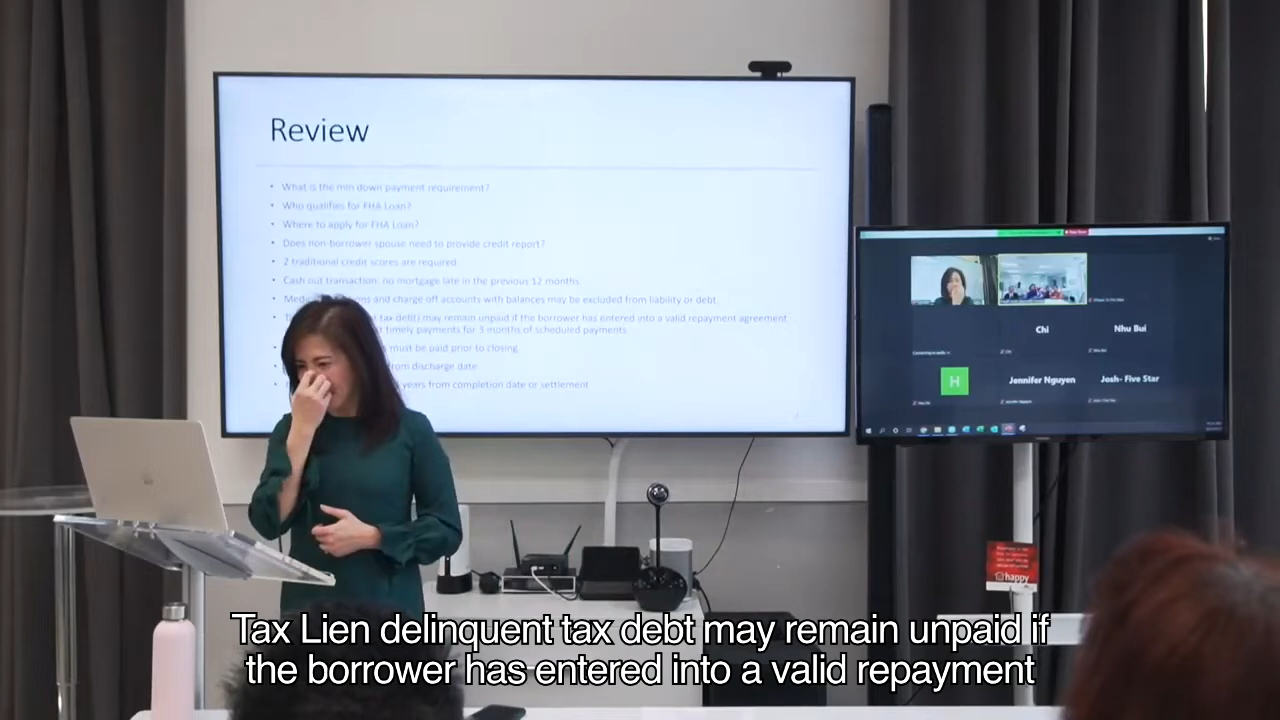 Review
• What is the min down payment requirement?
• Who qualifies for FHA Loan?
• Where to apply for FHA Loan?
• Does non-borrower spouse need to provide credit report?
• 2 traditional credit scores are required
• Cash out transaction: no mortgage late in the previous 12 months
and charge off accounts with balances may be excluded from liability or debt
tax debt) may remain unpaid if the borrower has entered into a valid repayment agreement
timely payments for 3 months of scheduled payments
must be paid prior to closing
from discharge date
years from completion date or settlement
Chi
Nhu Bui
H
Jennifer Nguyen
Josh- Five Star
happy
Tax Lien delinquent tax debt may remain unpaid if
the borrower has entered into a valid repayment